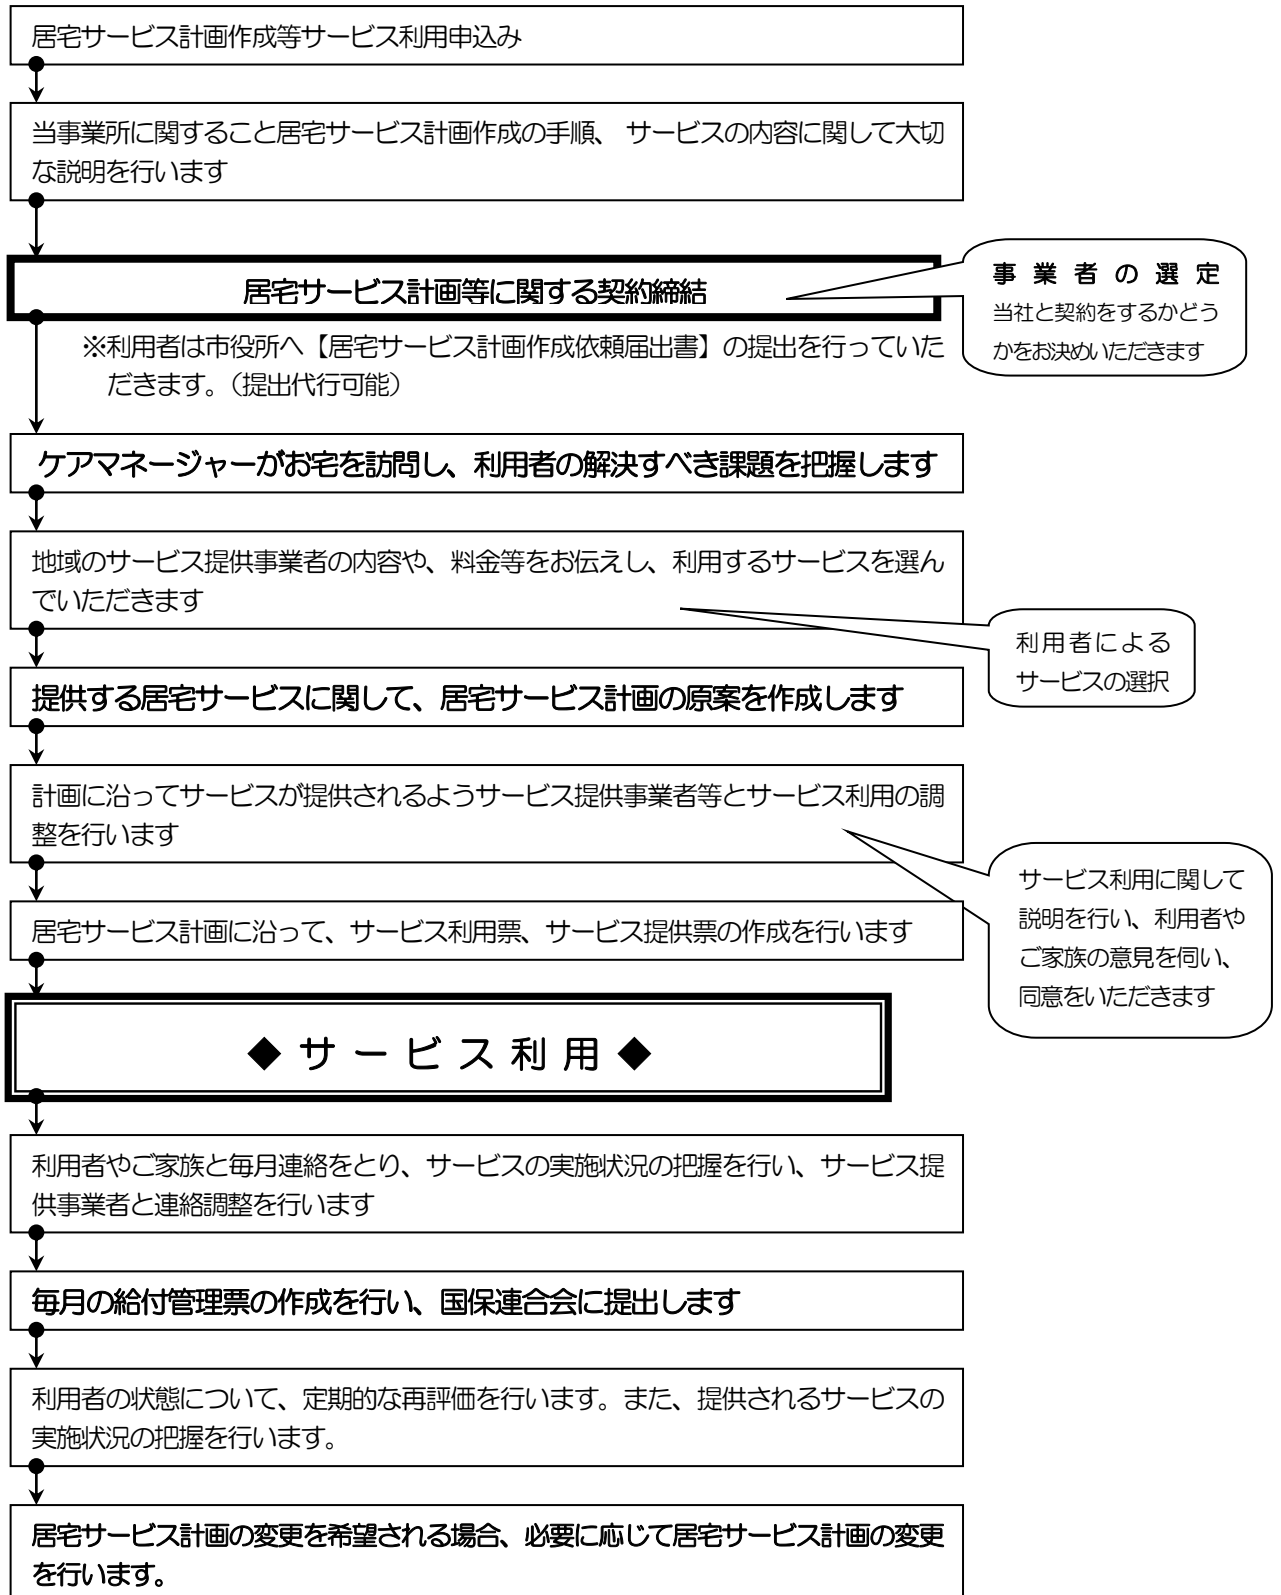 居宅サービス計画作成等サービス利用申込み
当事業所に関すること居宅サービス計画作成の手順、 サービスの内容に関して大切
な説明を行います
居宅サービス計画等に関する契約締結
事業者の選定
当社と契約をするかどう
かをお決めいただきます
※利用者は市役所へ【居宅サービス計画作成依頼届出書】の提出を行っていた
だきます。（提出代行可能）
ケアマネージャーがお宅を訪問し、利用者の解決すべき課題を把握します
地域のサービス提供事業者の内容や、料金等をお伝えし、利用するサービスを選ん
でいただきます
利用者による
サービスの選択
提供する居宅サービスに関して、居宅サービス計画の原案を作成します
計画に沿ってサービスが提供されるようサービス提供事業者等とサービス利用の調
整を行います
サービス利用に関して
説明を行い、利用者や
ご家族の意見を伺い、
同意をいただきます
居宅サービス計画に沿って、サービス利用票、サービス提供票の作成を行います
◆サービス利用◆
利用者やご家族と毎月連絡をとり、サービスの実施状況の把握を行い、サービス提
供事業者と連絡調整を行います
毎月の給付管理票の作成を行い、国保連合会に提出します
利用者の状態について、定期的な再評価を行います。また、提供されるサービスの
実施状況の把握を行います。
居宅サービス計画の変更を希望される場合、必要に応じて居宅サービス計画の変更
を行います。